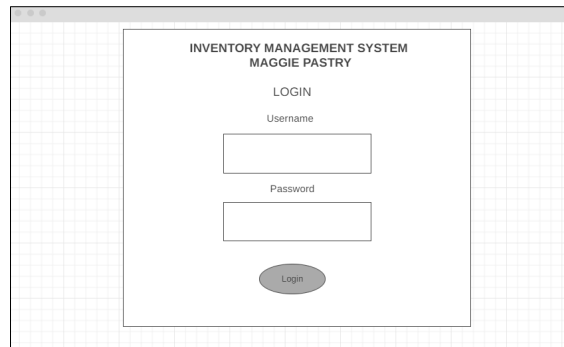 INVENTORY MANAGEMENT SYSTEM
MAGGIE PASTRY
LOGIN
Username
Password
Login